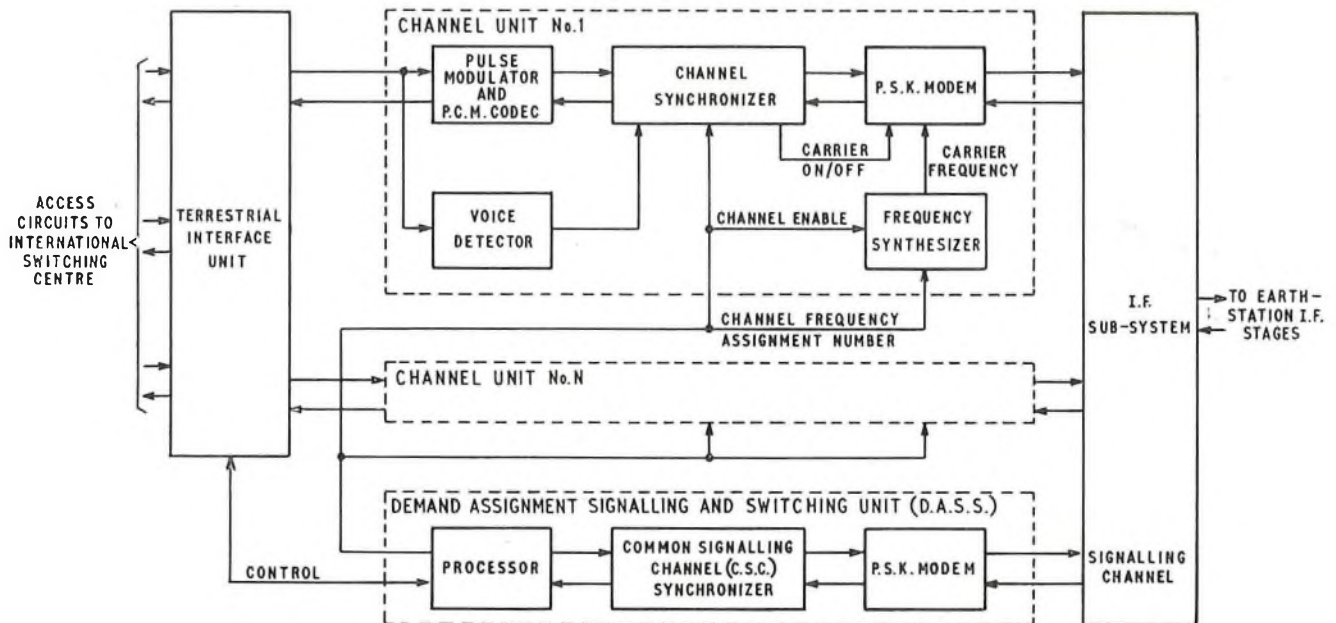 CHANNEL UNIT No.1
PULSE
MODULATOR
AND
P.C.M. CODEC
CHANNEL
SYNCHRONIZER
P.S.K. MODEM
CARRIER
ON/OFF
CARRIER
FREQUENCY
ACCESS
CIRCUITS TO
INTERNATIONAL
SWITCHING
CENTRE
TERRESTRIAL
INTERFACE
UNIT
VOICE
DETECTOR
CHANNEL ENABLE
FREQUENCY
SYNTHESIZER
I.F.
SUB-SYSTEM
TO EARTH-
STATION I.F.
STAGES
CHANNEL FREQUENCY
ASSIGNMENT NUMBER
CHANNEL UNIT No.N
DEMAND ASSIGNMENT SIGNALLING AND SWITCHING UNIT (D.A.S.S.)
CONTROL
PROCESSOR
COMMON SIGNALLING
CHANNEL (C.S.C.)
SYNCHRONIZER
P.S.K. MODEM
SIGNALLING
CHANNEL